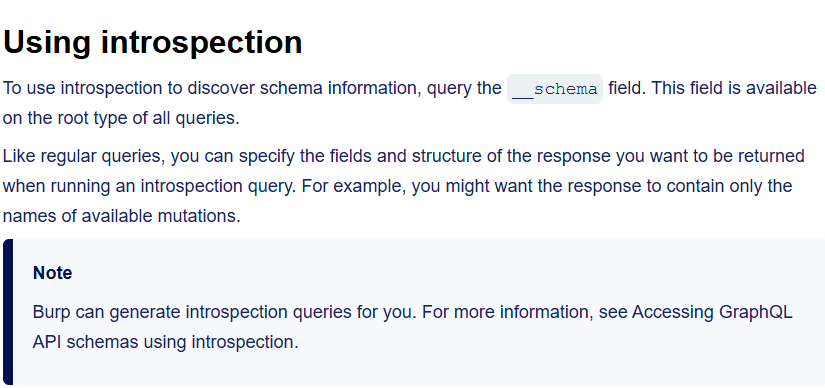 Using introspection
To use introspection to discover schema information, query the __schema field. This field is available
on the root type of all queries.
Like regular queries, you can specify the fields and structure of the response you want to be returned
when running an introspection query. For example, you might want the response to contain only the
names of available mutations.
Note
Burp can generate introspection queries for you. For more information, see Accessing GraphQL
API schemas using introspection.